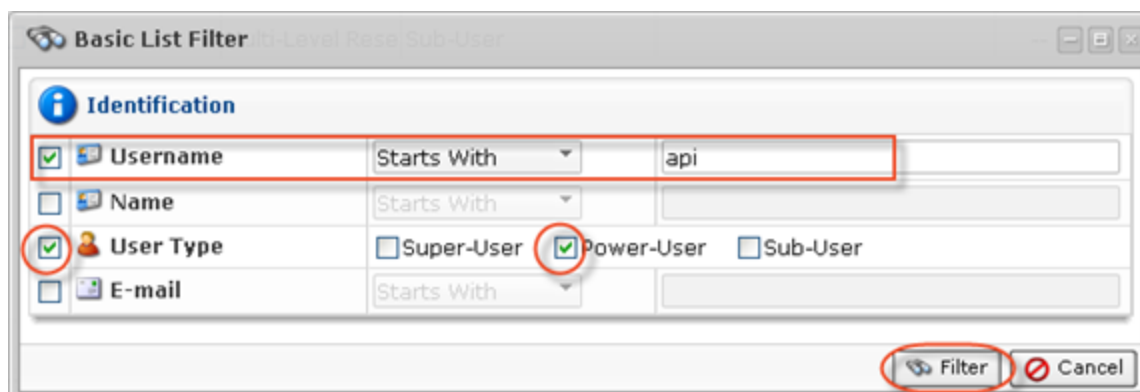 Basic List Filter
Identification
Username Starts With api
Name Starts With
User Type Super-User Power-User Sub-User
E-mail Starts With
Filter Cancel